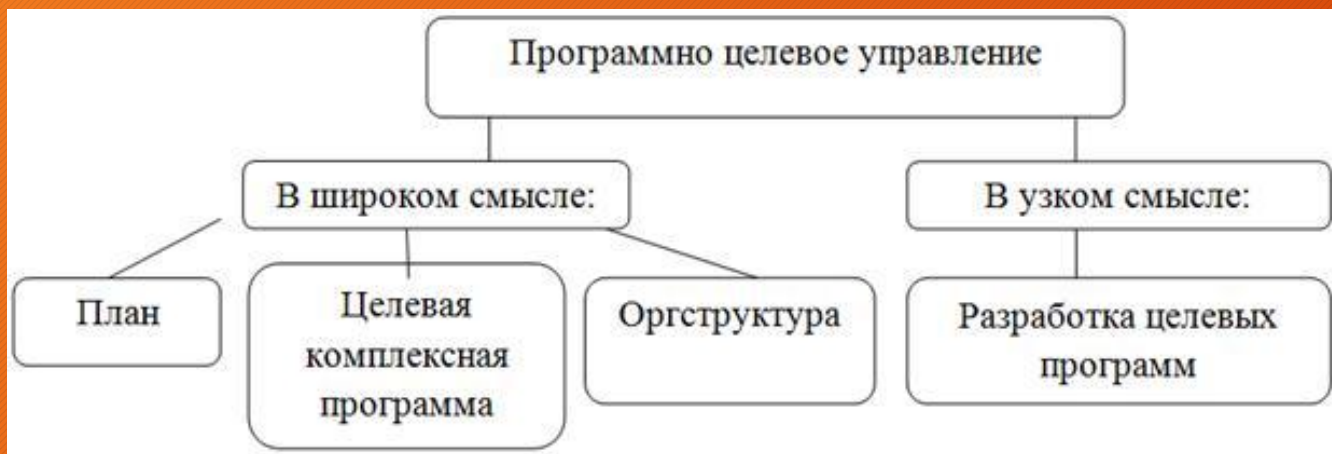 Программно целевое управление
В широком смысле:
В узком смысле:
План
Целевая
комплексная
программа
Оргструктура
Разработка целевых
программ